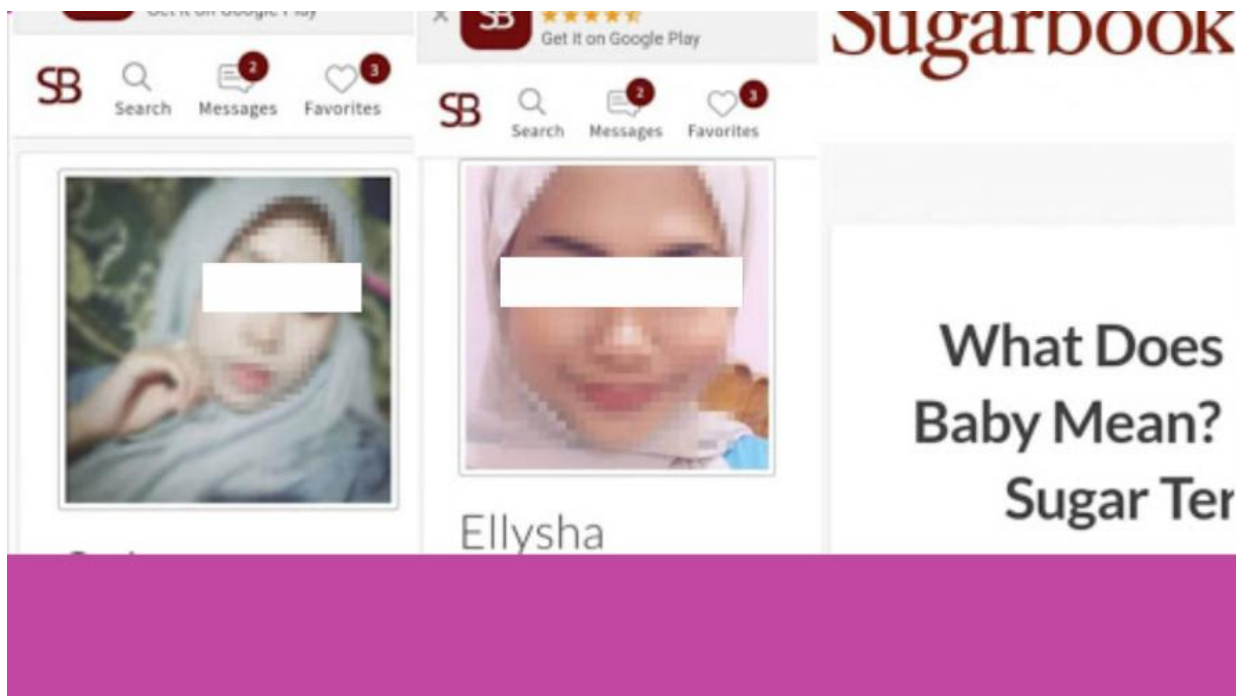 Get it on Google Play
SB
2
3
Search
Messages
Favorites
×
SB
Get it on Google Play
SB
2
3
Search
Messages
Favorites
Ellysha
Sugarbook
What Does
Baby Mean?
Sugar Ter